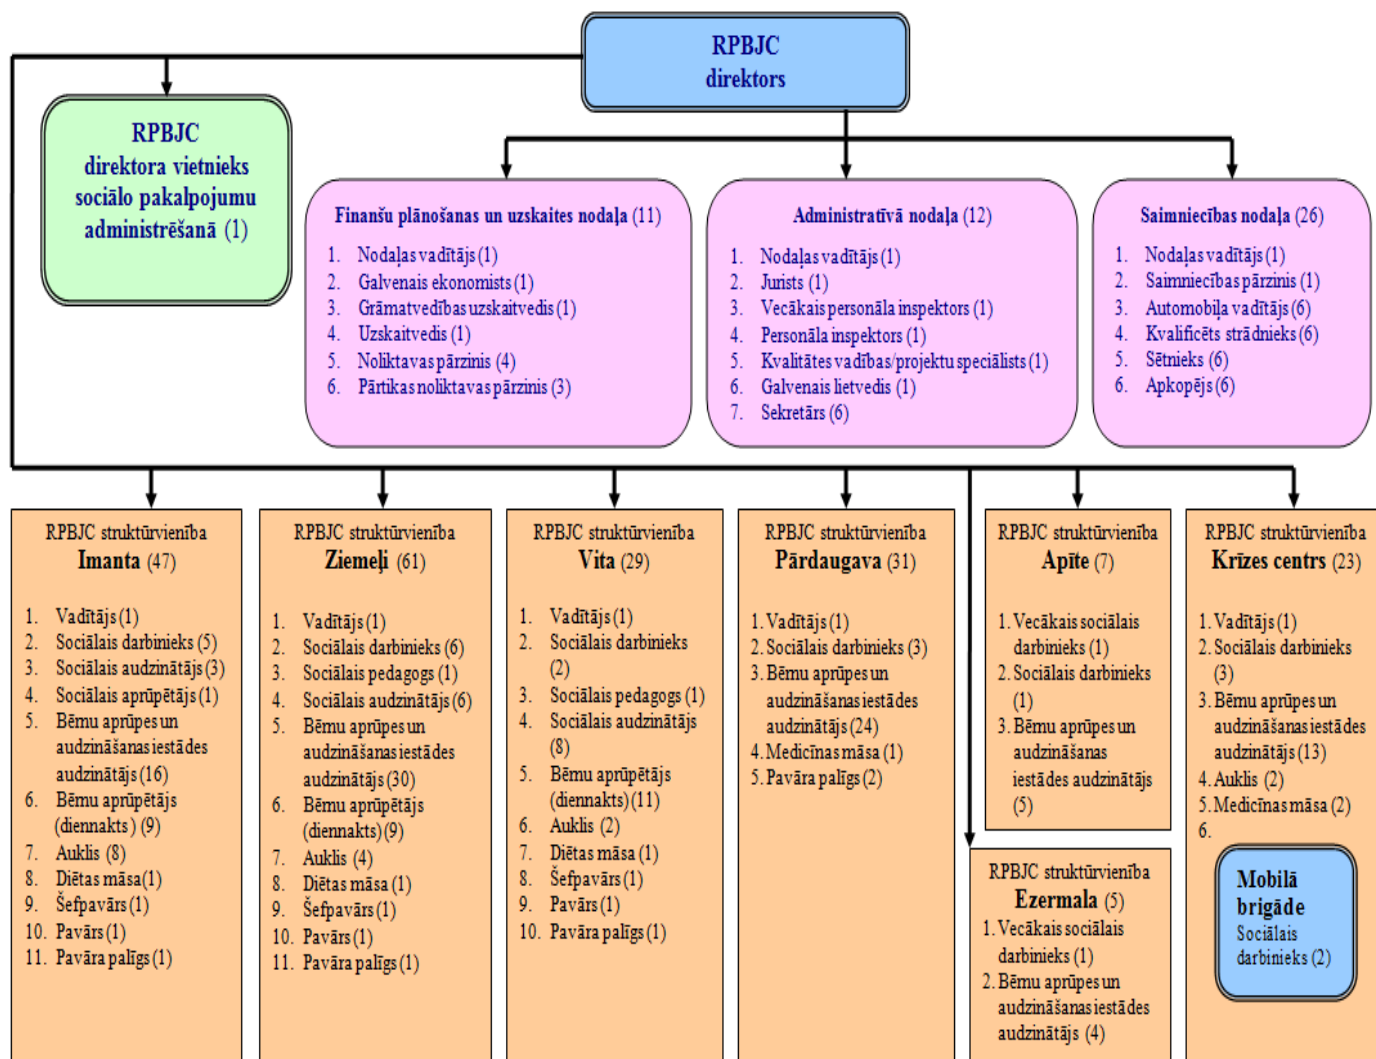 RPBJC
direktors
RPBJC
direktora vietnieks
sociālo pakalpojumu
administrēšanā (1)
Finanšu plānošanas un uzskaites nodaļa (11)
1. Nodaļas vadītājs (1)
2. Galvenais ekonomists (1)
3. Grāmatvedības uzskaitvedis (1)
4. Uzskaitvedis (1)
5. Noliktavas pārzinis (4)
6. Pārtikas noliktavas pārzinis (3)
Administratīvā nodaļa (12)
1. Nodaļas vadītājs (1)
2. Jurists (1)
3. Vecākais personāla inspektors (1)
4. Personāla inspektors (1)
5. Kvalitātes vadības/projektu speciālists (1)
6. Galvenais lietvedis (1)
7. Sekretārs (6)
Saimniecības nodaļa (26)
1. Nodaļas vadītājs (1)
2. Saimniecības pārzinis (1)
3. Automobiļa vadītājs (6)
4. Kvalificēts strādnieks (6)
5. Sētnieks (6)
6. Apkopējs (6)
RPBJC struktūrvienība
Imanta (47)
1. Vadītājs (1)
2. Sociālais darbinieks (5)
3. Sociālais audzinātājs (3)
4. Sociālais aprūpētājs (1)
5. Bērnu aprūpes un
audzināšanas iestādes
audzinātājs (16)
6. Bērnu aprūpētājs
(diennakts ) (9)
7. Auklis (8)
8. Diētas māsa (1)
9. Šefpavārs (1)
10. Pavārs (1)
11. Pavāra palīgs (1)
RPBJC struktūrvienība
Ziemeļi (61)
1. Vadītājs (1)
2. Sociālais darbinieks (6)
3. Sociālais pedagogs (1)
4. Sociālais audzinātājs (6)
5. Bērnu aprūpes un
audzināšanas iestādes
audzinātājs (30)
6. Bērnu aprūpētājs
(diennakts) (9)
7. Auklis (4)
8. Diētas māsa (1)
9. Šefpavārs (1)
10. Pavārs (1)
11. Pavāra palīgs (1)
RPBJC struktūrvienība
Vita (29)
1. Vadītājs (1)
2. Sociālais darbinieks
(2)
3. Sociālais pedagogs (1)
4. Sociālais audzinātājs
(8)
5. Bērnu aprūpētājs
(diennakts) (11)
6. Auklis (2)
7. Diētas māsa (1)
8. Šefpavārs (1)
9. Pavārs (1)
10. Pavāra palīgs (1)
RPBJC struktūrvienība
Pārdaugava (31)
1. Vadītājs (1)
2. Sociālais darbinieks (3)
3. Bērnu aprūpes un
audzināšanas iestādes
audzinātājs (24)
4. Medicīnas māsa (1)
5. Pavāra palīgs (2)
RPBJC struktūrvienība
Apīte (7)
1. Vecākais sociālais
darbinieks (1)
2. Sociālais darbinieks
(1)
3. Bērnu aprūpes un
audzināšanas
iestādes audzinātājs
(5)
RPBJC struktūrvienība
Ezermala (5)
1. Vecākais sociālais
darbinieks (1)
2. Bērnu aprūpes un
audzināšanas iestādes
audzinātājs (4)
RPBJC struktūrvienība
Krīzes centrs (23)
1. Vadītājs (1)
2. Sociālais darbinieks
(3)
3. Bērnu aprūpes un
audzināšanas iestādes
audzinātājs (13)
4. Auklis (2)
5. Medicīnas māsa (2)
6.
Mobilā
brigāde
Sociālais
darbinieks (2)